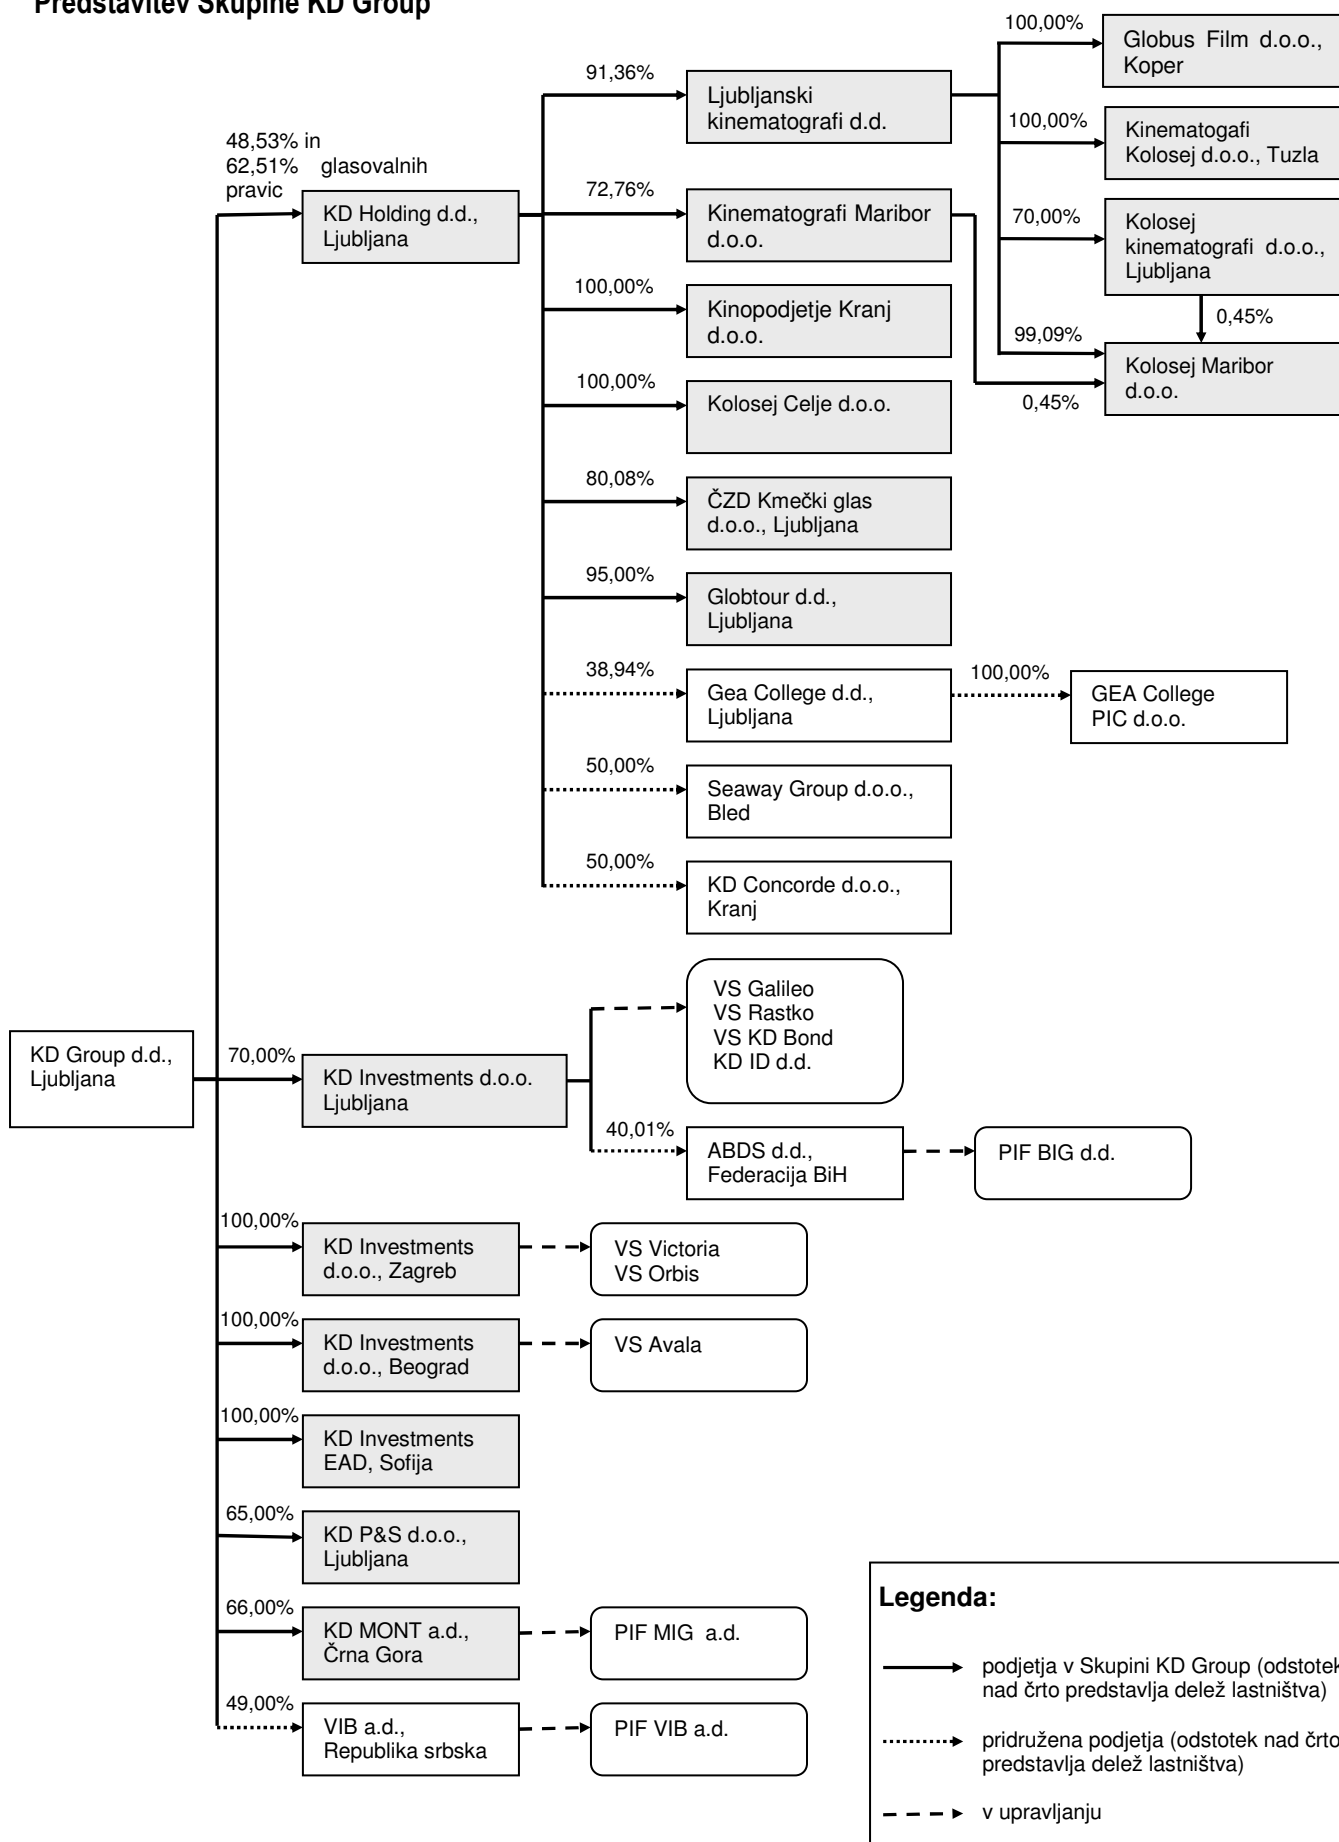 Predstavitev Skupine KD Group
100,00%
Globus Film d.o.o.,
Koper
91,36%
Ljubljanski
kinematografi d.d.
100,00%
Kinematogafi
Kolosej d.o.o., Tuzla
48,53% in
62,51% glasovalnih
pravic
KD Holding d.d.,
Ljubljana
72,76%
Kinematografi Maribor
d.o.o.
70,00%
Kolosej
kinematografi d.o.o.,
Ljubljana
0,45%
100,00%
Kinopodjetje Kranj
d.o.o.
99,09%
Kolosej Maribor
d.o.o.
0,45%
100,00%
Kolosej Celje d.o.o.
80,08%
ČZD Kmečki glas
d.o.o., Ljubljana
95,00%
Globtour d.d.,
Ljubljana
38,94%
Gea College d.d.,
Ljubljana
100,00%
GEA College
PIC d.o.o.
50,00%
Seaway Group d.o.o.,
Bled
50,00%
KD Concorde d.o.o.,
Kranj
VS Galileo
VS Rastko
VS KD Bond
KD ID d.d.
KD Group d.d.,
Ljubljana
70,00%
KD Investments d.o.o.
Ljubljana
40,01%
ABDS d.d.,
Federacija BiH
PIF BIG d.d.
100,00%
KD Investments
d.o.o., Zagreb
VS Victoria
VS Orbis
100,00%
KD Investments
d.o.o., Beograd
VS Avala
100,00%
KD Investments
EAD, Sofija
65,00%
KD P&S d.o.o.,
Ljubljana
66,00%
KD MONT a.d.,
Črna Gora
PIF MIG a.d.
49,00%
VIB a.d.,
Republika srbska
PIF VIB a.d.
Legenda:
podjetja v Skupini KD Group (odstotek
nad črto predstavlja delež lastništva)
pridružena podjetja (odstotek nad črto
predstavlja delež lastništva)
v upravljanju